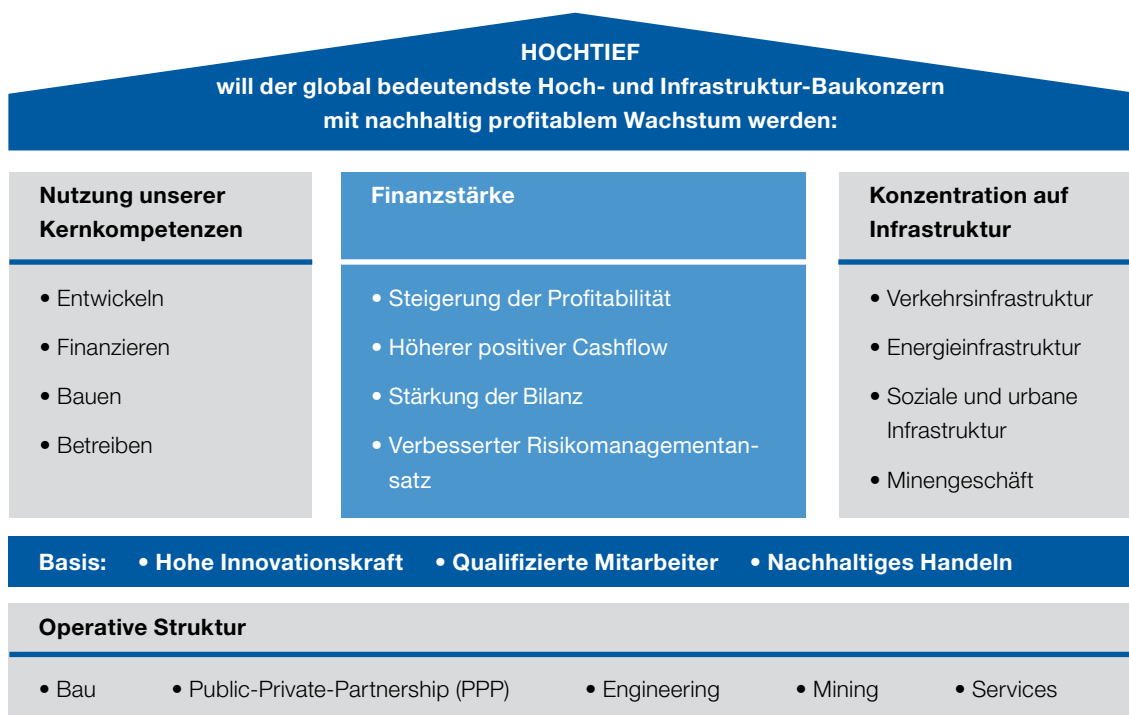 HOCHTIEF
will der global bedeutendste Hoch- und Infrastruktur-Baukonzern
mit nachhaltig profitablem Wachstum werden:
Nutzung unserer
Kernkompetenzen
• Entwickeln
• Finanzieren
• Bauen
• Betreiben
Finanzstärke
• Steigerung der Profitabilität
• Höherer positiver Cashflow
• Stärkung der Bilanz
• Verbesserter Risikomanagementan-
satz
Konzentration auf
Infrastruktur
• Verkehrsinfrastruktur
• Energieinfrastruktur
• Soziale und urbane
Infrastruktur
• Minengeschäft
Basis: • Hohe Innovationskraft • Qualifizierte Mitarbeiter • Nachhaltiges Handeln
Operative Struktur
• Bau • Public-Private-Partnership (PPP) • Engineering • Mining • Services